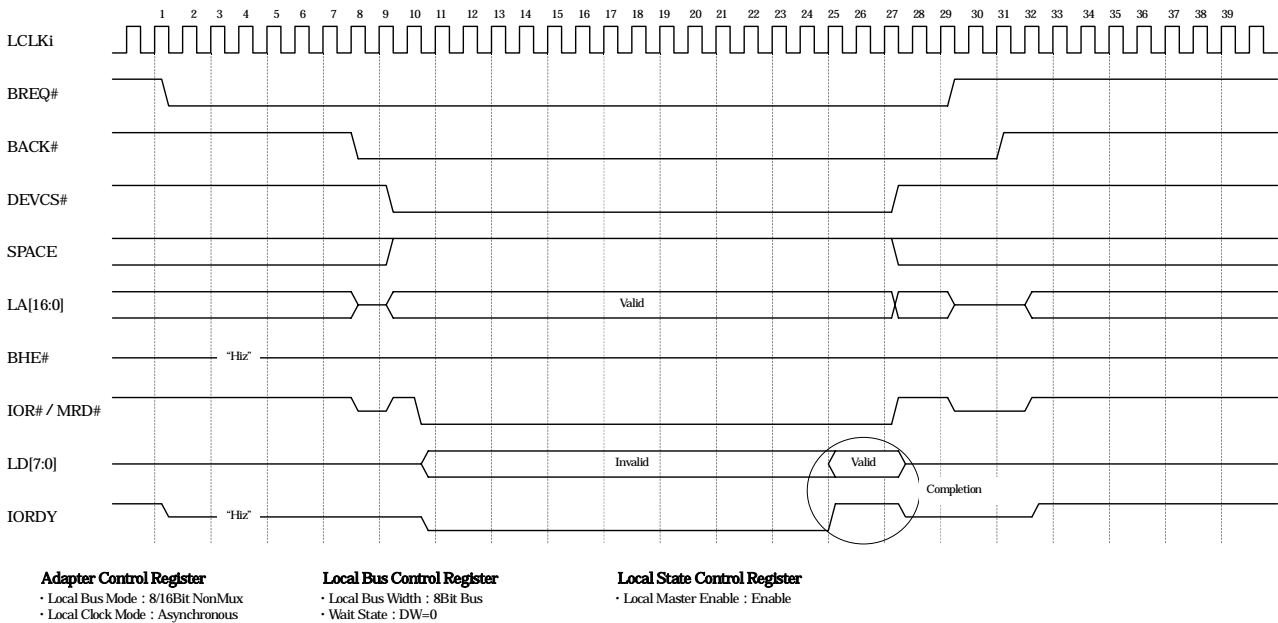 1 2 3 4 5 6 7 8 9 10 11 12 13 14 15 16 17 18 19 20 21 22 23 24 25 26 27 28 29 30 31 32 33 34 35 36 37 38 39
LCLKi
BREQ#
BACK#
DEVCS#
SPACE
LA[16:0] Valid
BHE# “Hiz”
IOR# / MRD#
LD[7:0] Invalid Valid
Completion
IORDY “Hiz”
Adapter Control Register
・Local Bus Mode : 8/16Bit NonMux
・Local Clock Mode : Asynchronous
Local Bus Control Register
・Local Bus Width : 8Bit Bus
・Wait State : DW=0
Local State Control Register
・Local Master Enable : Enable